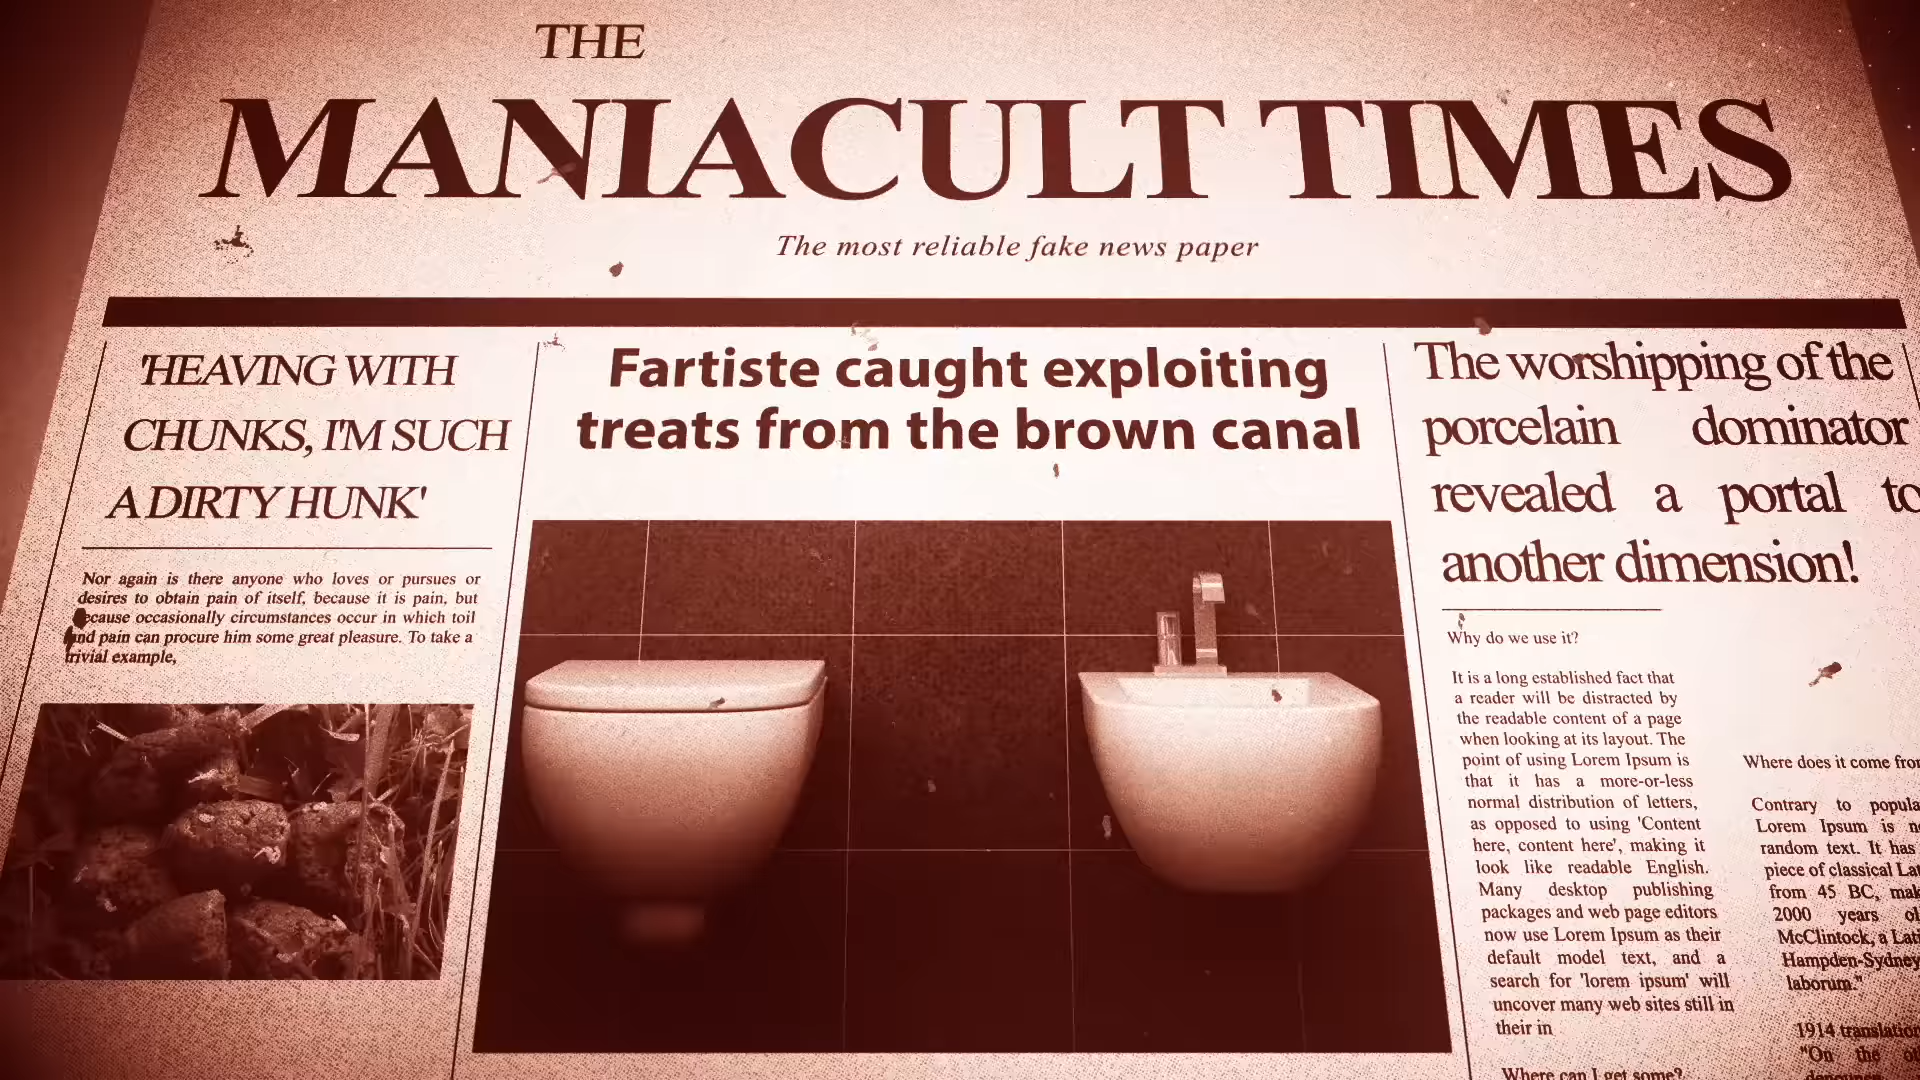 THE
MANIACULT TIMES
The most reliable fake news paper
'HEAVING WITH
CHUNKS, I'M SUCH
A DIRTY HUNK'
Nor again is there anyone who loves or pursues or
desires to obtain pain of itself, because it is pain, but
because occasionally circumstances occur in which toil
and pain can procure him some great pleasure. To take a
trivial example,
Fartiste caught exploiting
treats from the brown canal
The worshipping of the
porcelain dominator
revealed a portal to
another dimension!
Why do we use it?
It is a long established fact that
a reader will be distracted by
the readable content of a page
when looking at its layout. The
point of using Lorem Ipsum is
that it has a more-or-less
normal distribution of letters,
as opposed to using 'Content
here, content here', making it
look like readable English.
Many desktop publishing
packages and web page editors
now use Lorem Ipsum as their
default model text, and a
search for 'lorem ipsum' will
uncover many web sites still in
their in
Where can I get some?
Where does it come
Contrary to
Lorem Ipsum is
random text. It has
piece of classical
from 45 BC,
2000 years
McClintock, a
Hampden-Sydney
laborum."
1914
"On the